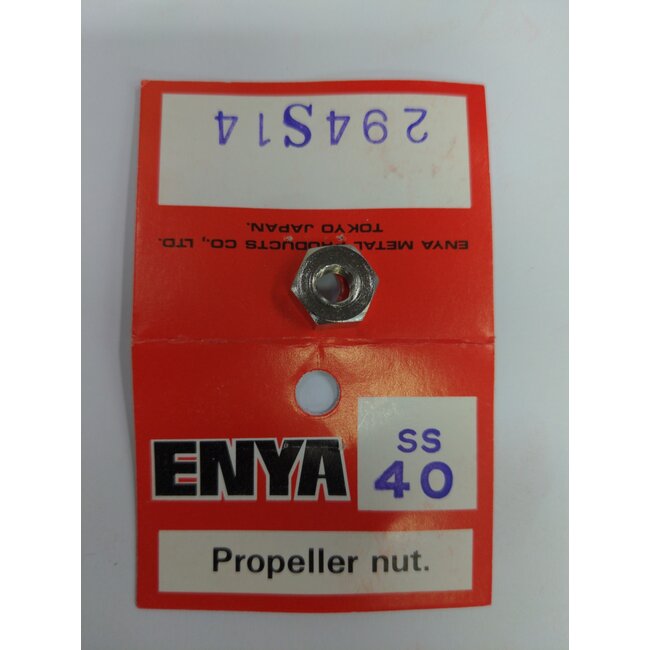 294S14
ENYA METAL PRODUCTS CO., LTD.
TOKYO JAPAN.
ENYA
SS
40
Propeller nut.